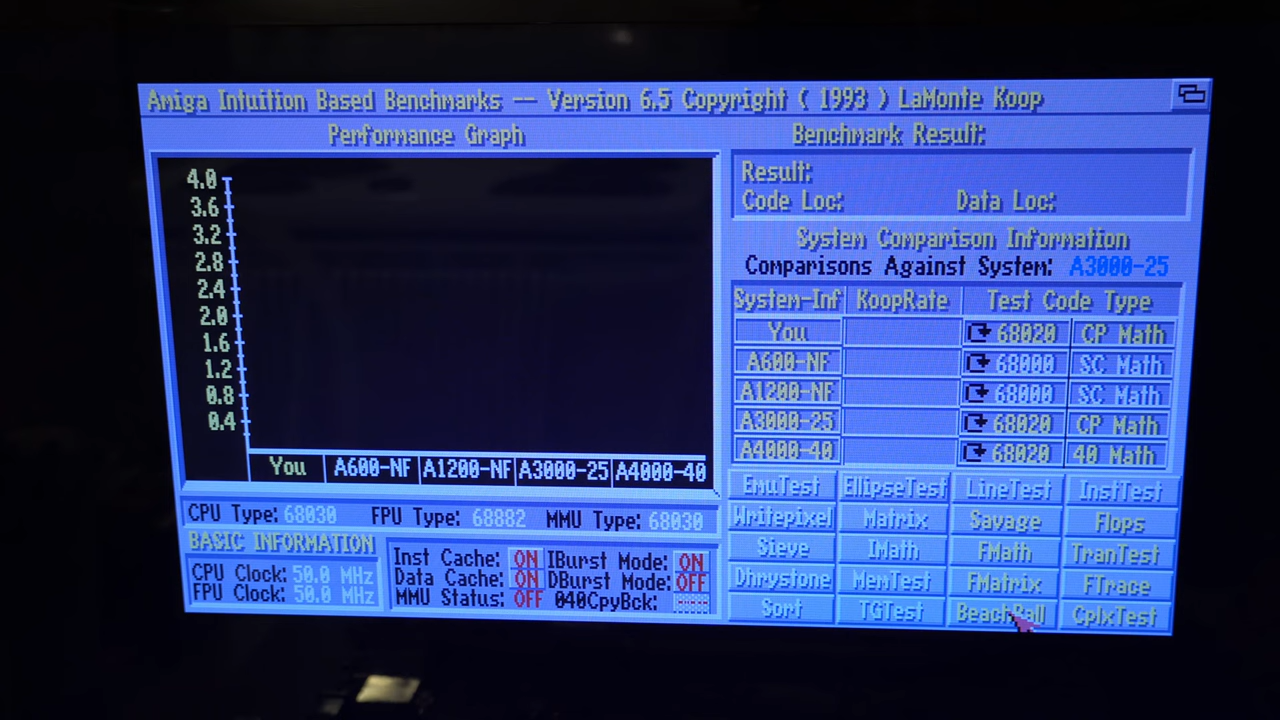 Amiga Intuition Based Benchmarks -- Version 6.5 Copyright ( 1993 ) LaMonte Koop
Performance Graph
4.0
3.6
3.2
2.8
2.4
2.0
1.6
1.2
0.8
0.4
You A600-NF A1200-NF A3000-25 A4000-40
CPU Type: 68030 FPU Type: 68882 MMU Type: 68030
BASIC INFORMATION
CPU Clock: 50.0 MHz
FPU Clock: 50.0 MHz
Inst Cache: ON IBurst Mode: ON
Data Cache: ON DBurst Mode: OFF
MMU Status: OFF 040CpyBck: -----
Benchmark Result:
Result:
Code Loc: Data Loc:
System Comparison Information
Comparisons Against System: A3000-25
System-Inf KoopRate Test Code Type
You 68020 CP Math
A600-NF 68000 SC Math
A1200-NF 68000 SC Math
A3000-25 68020 CP Math
A4000-40 68020 40 Math
EmuTest EllipseTest LineTest InstTest
Writepixel Matrix Savage Flops
Sieve IMath FMath TranTest
Dhrystone MemTest FMatrix FTrace
Sort TGTest BeachBall CplxTest